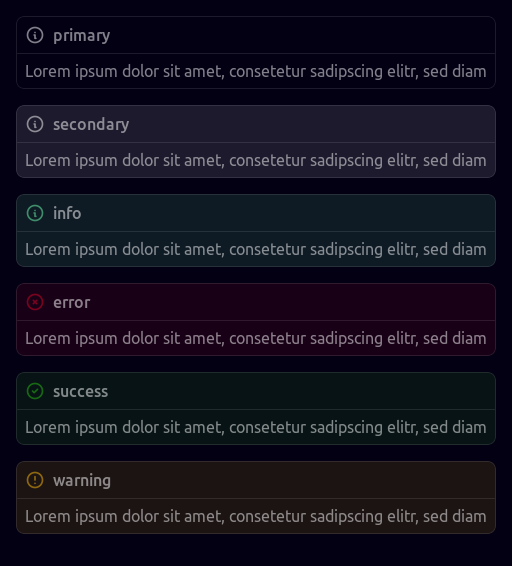 primary
Lorem ipsum dolor sit amet, consetetur sadipscing elitr, sed diam
secondary
Lorem ipsum dolor sit amet, consetetur sadipscing elitr, sed diam
info
Lorem ipsum dolor sit amet, consetetur sadipscing elitr, sed diam
error
Lorem ipsum dolor sit amet, consetetur sadipscing elitr, sed diam
success
Lorem ipsum dolor sit amet, consetetur sadipscing elitr, sed diam
warning
Lorem ipsum dolor sit amet, consetetur sadipscing elitr, sed diam